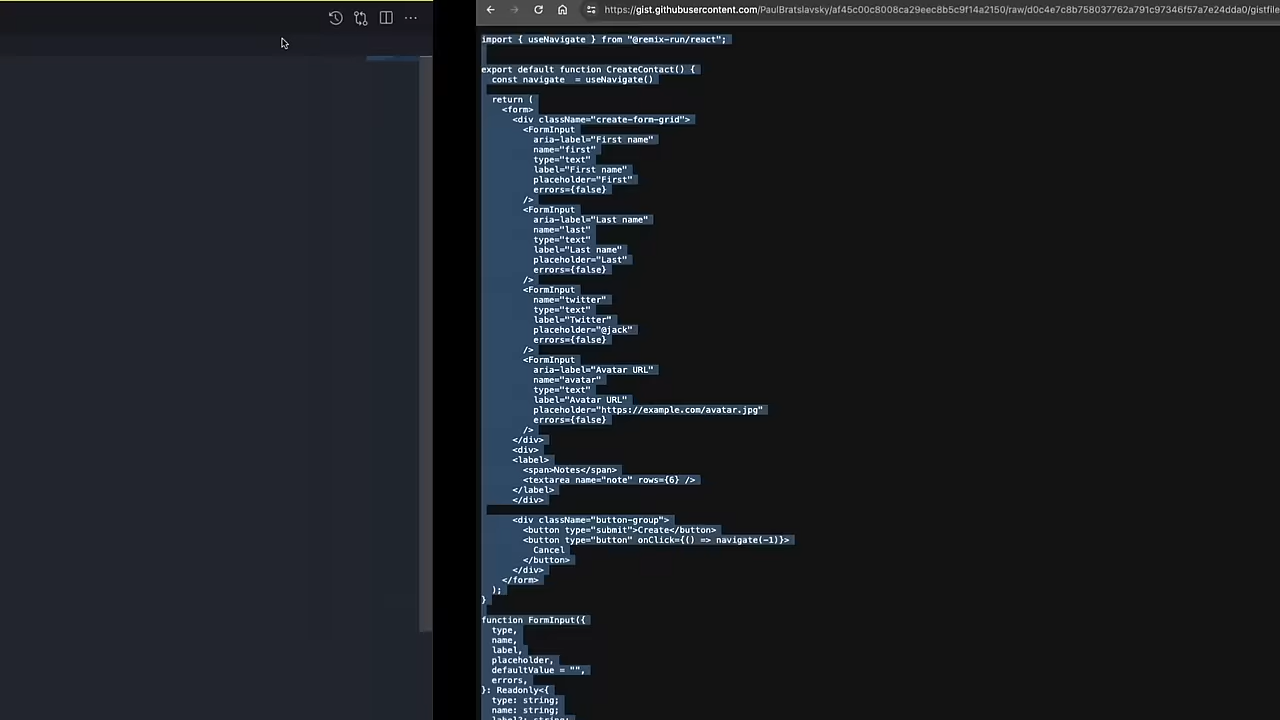 https://gist.githubusercontent.com/PaulBratslavsky/af45c00c8008ca29eec8b5c9f14a2150/raw/d0c4e7c8b758037762a791c97346f57a7e24dda0/gistfile
import { useNavigate } from "@remix-run/react";
export default function CreateContact() {
  const navigate  = useNavigate()
  return (
    <form>
      <div className="create-form-grid">
        <FormInput
          aria-label="First name"
          name="first"
          type="text"
          label="First name"
          placeholder="First"
          errors={false}
        />
        <FormInput
          aria-label="Last name"
          name="last"
          type="text"
          label="Last name"
          placeholder="Last"
          errors={false}
        />
        <FormInput
          name="twitter"
          type="text"
          label="Twitter"
          placeholder="@jack"
          errors={false}
        />
        <FormInput
          aria-label="Avatar URL"
          name="avatar"
          type="text"
          label="Avatar URL"
          placeholder="https://example.com/avatar.jpg"
          errors={false}
        />
      </div>
      <div>
      <label>
        <span>Notes</span>
        <textarea name="note" rows={6} />
      </label>
      </div>
      <div className="button-group">
        <button type="submit">Create</button>
        <button type="button" onClick={() => navigate(-1)}>
          Cancel
        </button>
      </div>
    </form>
  );
}
function FormInput({
  type,
  name,
  label,
  placeholder,
  defaultValue = "",
  errors,
}: Readonly<{
  type: string;
  name: string;
  label?: string;